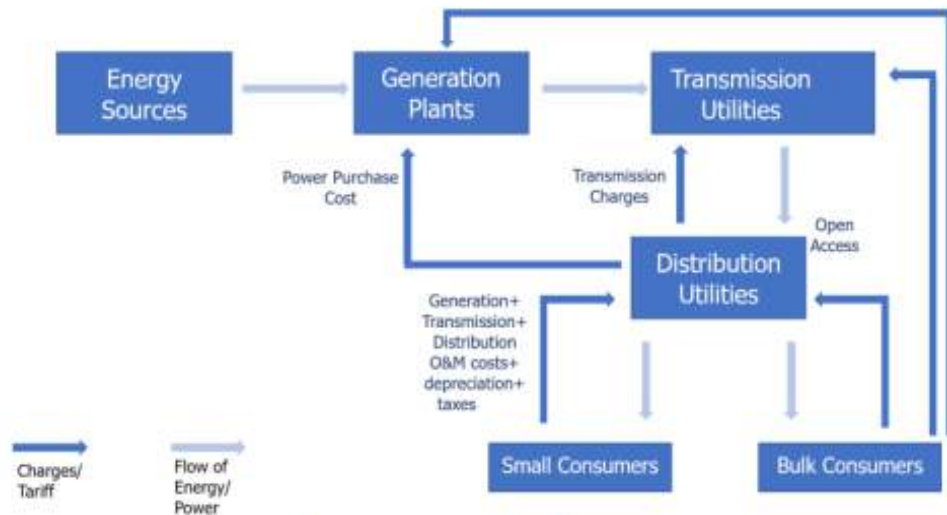 Energy
Sources
Generation
Plants
Transmission
Utilities
Power Purchase
Cost
Transmission
Charges
Open
Access
Distribution
Utilities
Generation+
Transmission+
Distribution
O&M costs+
depreciation+
taxes
Small Consumers
Bulk Consumers
Charges/
Tariff
Flow of
Energy/
Power